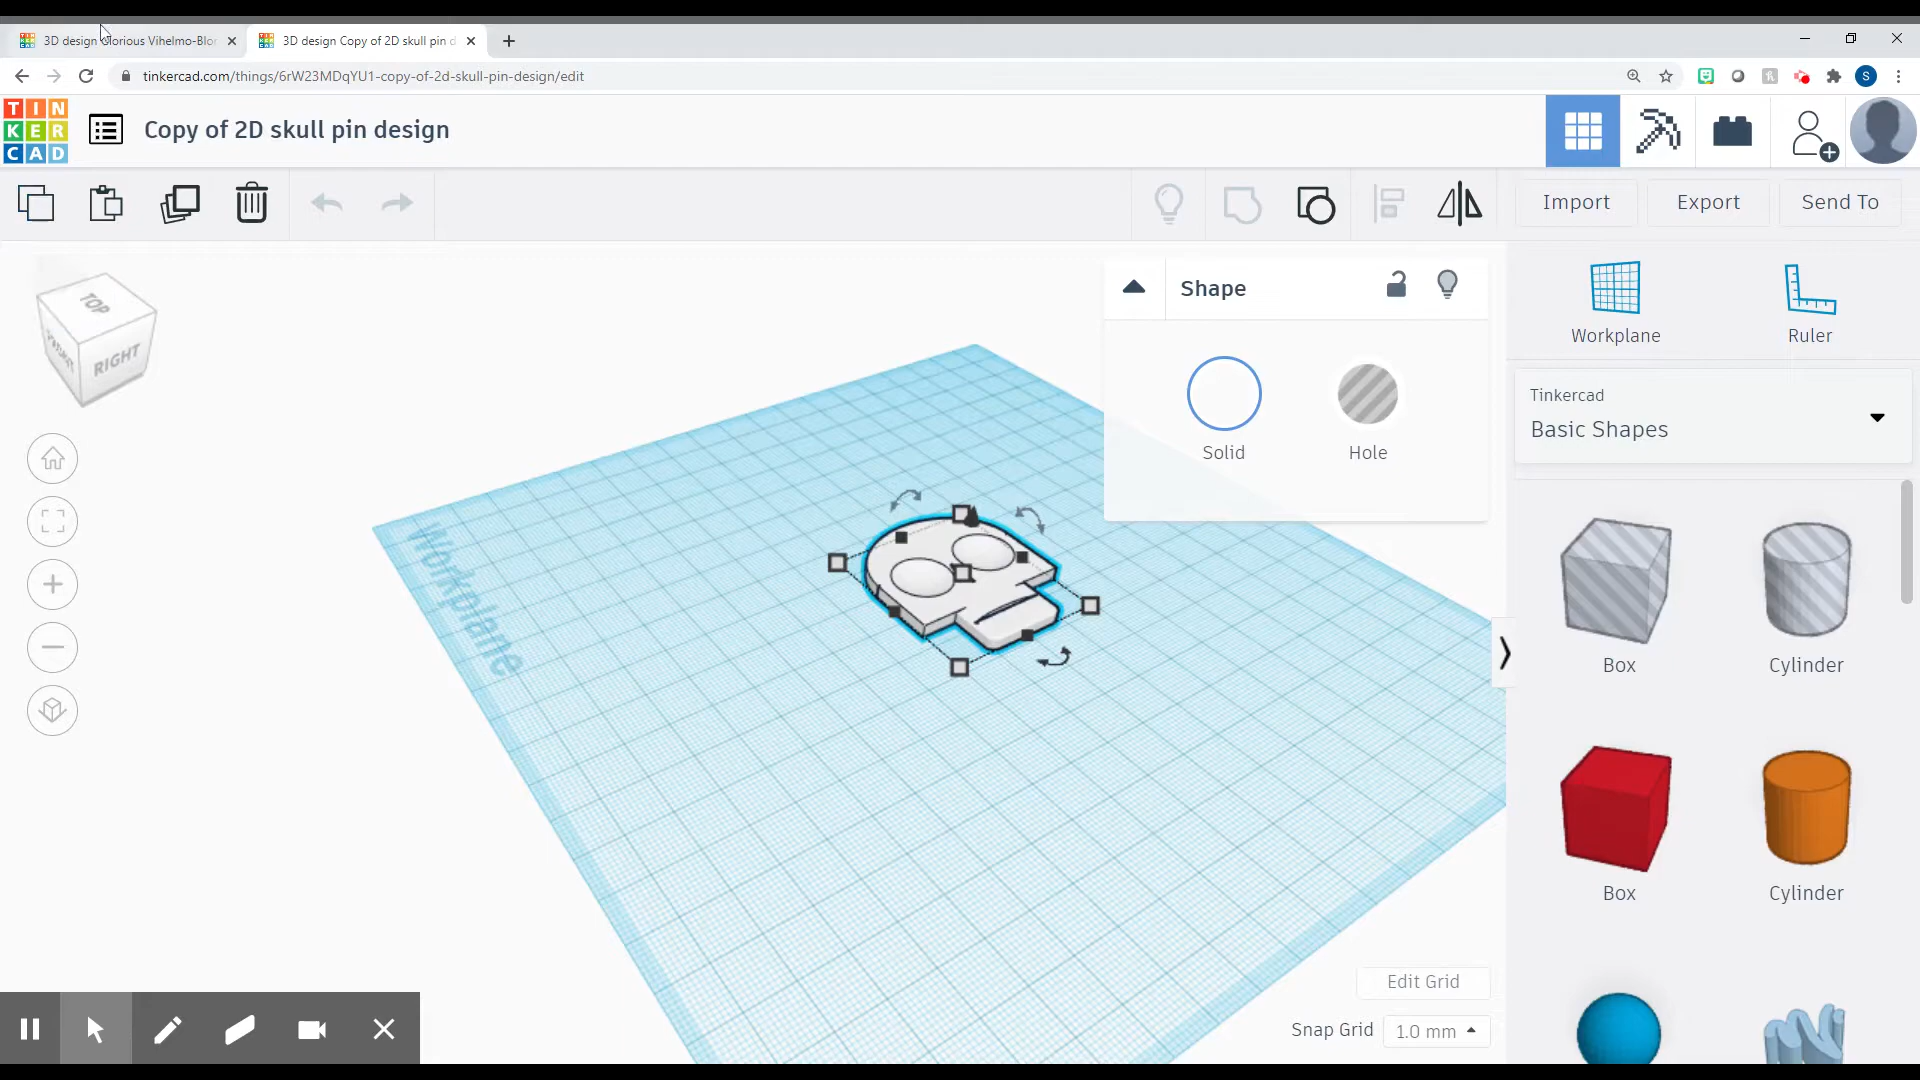 3D design Glorious Vihelmo-Blor
3D design Copy of 2D skull pin d
tinkercad.com/things/6rW23MDqYU1-copy-of-2d-skull-pin-design/edit
S
TIN
KER
CAD
Copy of 2D skull pin design
Import
Export
Send To
TOP
RIGHT
Shape
Solid
Hole
Workplane
Ruler
Tinkercad
Basic Shapes
Box
Cylinder
Box
Cylinder
Workplane
Edit Grid
Snap Grid
1.0 mm